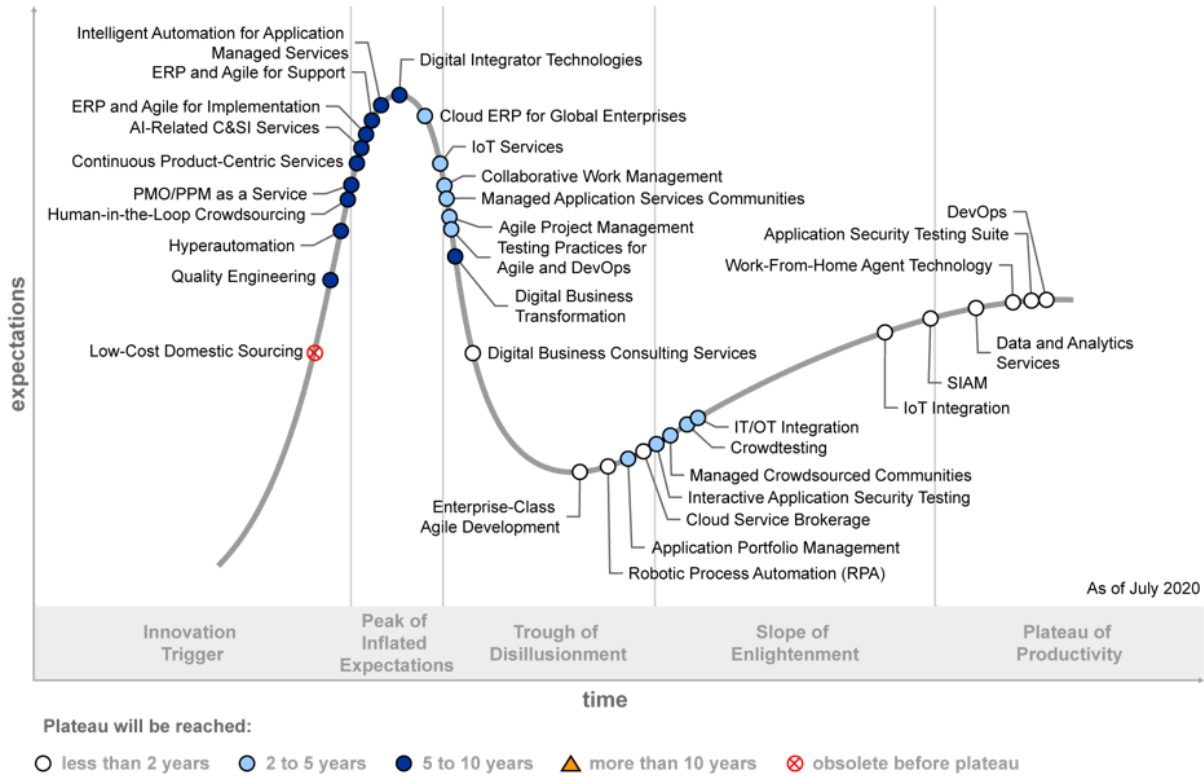 Intelligent Automation for Application
Managed Services
ERP and Agile for Support
ERP and Agile for Implementation
AI-Related C&SI Services
Continuous Product-Centric Services
PMO/PPM as a Service
Human-in-the-Loop Crowdsourcing
Hyperautomation
Quality Engineering
Low-Cost Domestic Sourcing
Digital Integrator Technologies
Cloud ERP for Global Enterprises
IoT Services
Collaborative Work Management
Managed Application Services Communities
Agile Project Management
Testing Practices for
Agile and DevOps
Digital Business
Transformation
Digital Business Consulting Services
Enterprise-Class
Agile Development
Robotic Process Automation (RPA)
Application Portfolio Management
Cloud Service Brokerage
Interactive Application Security Testing
Managed Crowdsourced Communities
Crowdtesting
IT/OT Integration
IoT Integration
SIAM
Data and Analytics
Services
Work-From-Home Agent Technology
Application Security Testing Suite
DevOps
expectations
As of July 2020
Innovation
Trigger
Peak of
Inflated
Expectations
Trough of
Disillusionment
Slope of
Enlightenment
Plateau of
Productivity
time
Plateau will be reached:
less than 2 years
2 to 5 years
5 to 10 years
more than 10 years
obsolete before plateau